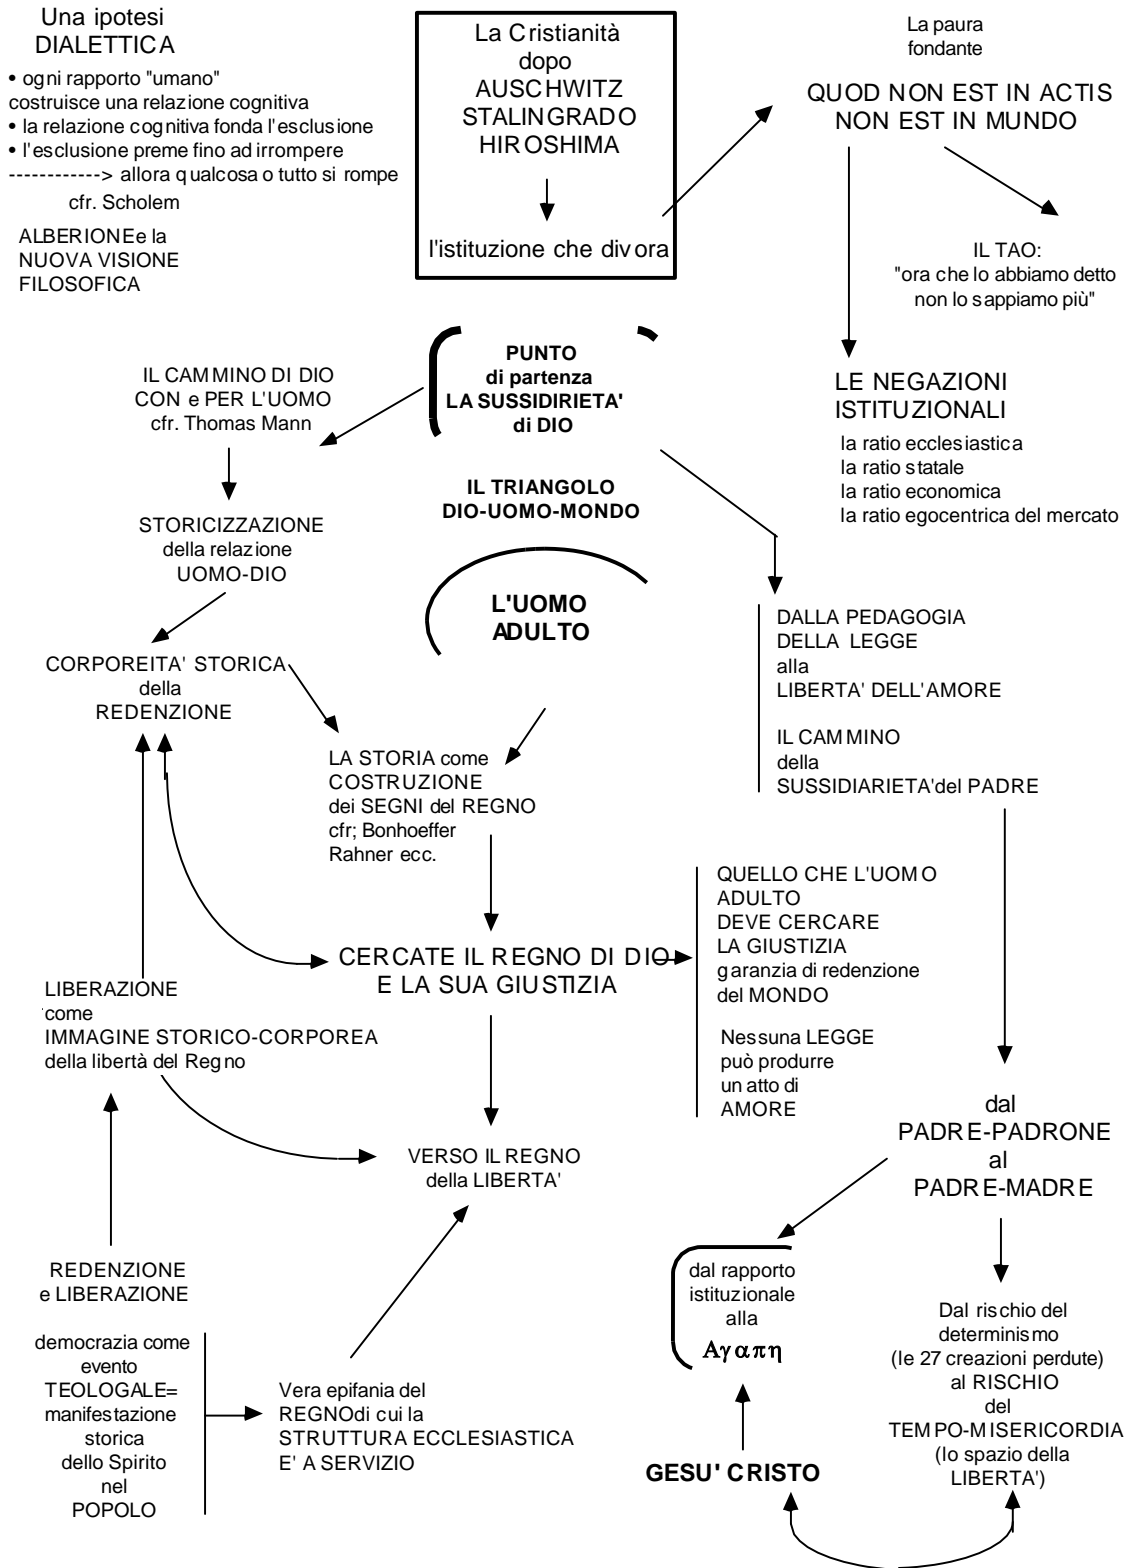 Una ipotesi
DIALETTICA
• ogni rapporto "umano"
costruisce una relazione cognitiva
• la relazione cognitiva fonda l'esclusione
• l'esclusione preme fino ad irrompere
------------> allora qualcosa o tutto si rompe
cfr. Scholem
ALBERIONE e la
NUOVA VISIONE
FILOSOFICA
La Cristianità
dopo
AUSCHWITZ
STALINGRADO
HIROSHIMA
l'istituzione che divora
La paura
fondante
QUOD NON EST IN ACTIS
NON EST IN MUNDO
IL TAO:
"ora che lo abbiamo detto
non lo sappiamo più"
LE NEGAZIONI
ISTITUZIONALI
la ratio ecclesiastica
la ratio statale
la ratio economica
la ratio egocentrica del mercato
PUNTO
di partenza
LA SUSSIDIRIETA'
di DIO
IL TRIANGOLO
DIO-UOMO-MONDO
L'UOMO
ADULTO
IL CAMMINO DI DIO
CON e PER L'UOMO
cfr. Thomas Mann
STORICIZZAZIONE
della relazione
UOMO-DIO
CORPOREITA' STORICA
della
REDENZIONE
LA STORIA come
COSTRUZIONE
dei SEGNI del REGNO
cfr; Bonhoeffer
Rahner ecc.
DALLA PEDAGOGIA
DELLA LEGGE
alla
LIBERTA' DELL'AMORE
IL CAMMINO
della
SUSSIDIARIETA'del PADRE
CERCATE IL REGNO DI DIO
E LA SUA GIUSTIZIA
QUELLO CHE L'UOMO
ADULTO
DEVE CERCARE
LA GIUSTIZIA
garanzia di redenzione
del MONDO
Nessuna LEGGE
può produrre
un atto di
AMORE
LIBERAZIONE
come
IMMAGINE STORICO-CORPOREA
della libertà del Regno
VERSO IL REGNO
della LIBERTA'
dal
PADRE-PADRONE
al
PADRE-MADRE
REDENZIONE
e LIBERAZIONE
democrazia come
evento
TEOLOGALE=
manifestazione
storica
dello Spirito
nel
POPOLO
Vera epifania del
REGNOdi cui la
STRUTTURA ECCLESIASTICA
E' A SERVIZIO
dal rapporto
istituzionale
alla
Αγαπη
GESU' CRISTO
Dal rischio del
determinismo
(le 27 creazioni perdute)
al RISCHIO
del
TEMPO-MISERICORDIA
(lo spazio della
LIBERTA')